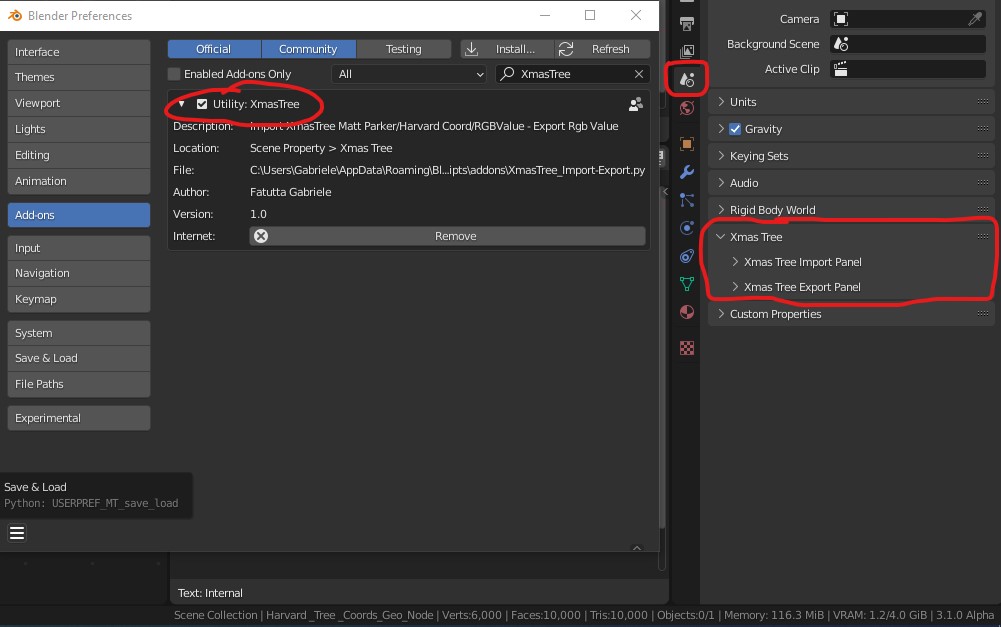 Blender Preferences
Interface
Themes
Viewport
Lights
Editing
Animation
Add-ons
Input
Navigation
Keymap
System
Save & Load
File Paths
Experimental
Save & Load
Python: USERPREF_MT_save_load
Official Community Testing Install... Refresh
Enabled Add-ons Only All XmasTree
Utility: XmasTree
Description: Import XmasTree Matt Parker/Harvard Coord/RGBValue - Export Rgb Value
Location: Scene Property > Xmas Tree
File: C:\Users\Gabriele\AppData\Roaming\Bl...ipts\addons\XmasTree_Import-Export.py
Author: Fatutta Gabriele
Version: 1.0
Internet: Remove
Camera
Background Scene
Active Clip
Units
Gravity
Keying Sets
Audio
Rigid Body World
Xmas Tree
Xmas Tree Import Panel
Xmas Tree Export Panel
Custom Properties
Text: Internal
Scene Collection | Harvard _Tree _Coords_Geo_Node | Verts:6,000 | Faces:10,000 | Tris:10,000 | Objects:0/1 | Memory: 116.3 MiB | VRAM: 1.2/4.0 GiB | 3.1.0 Alpha